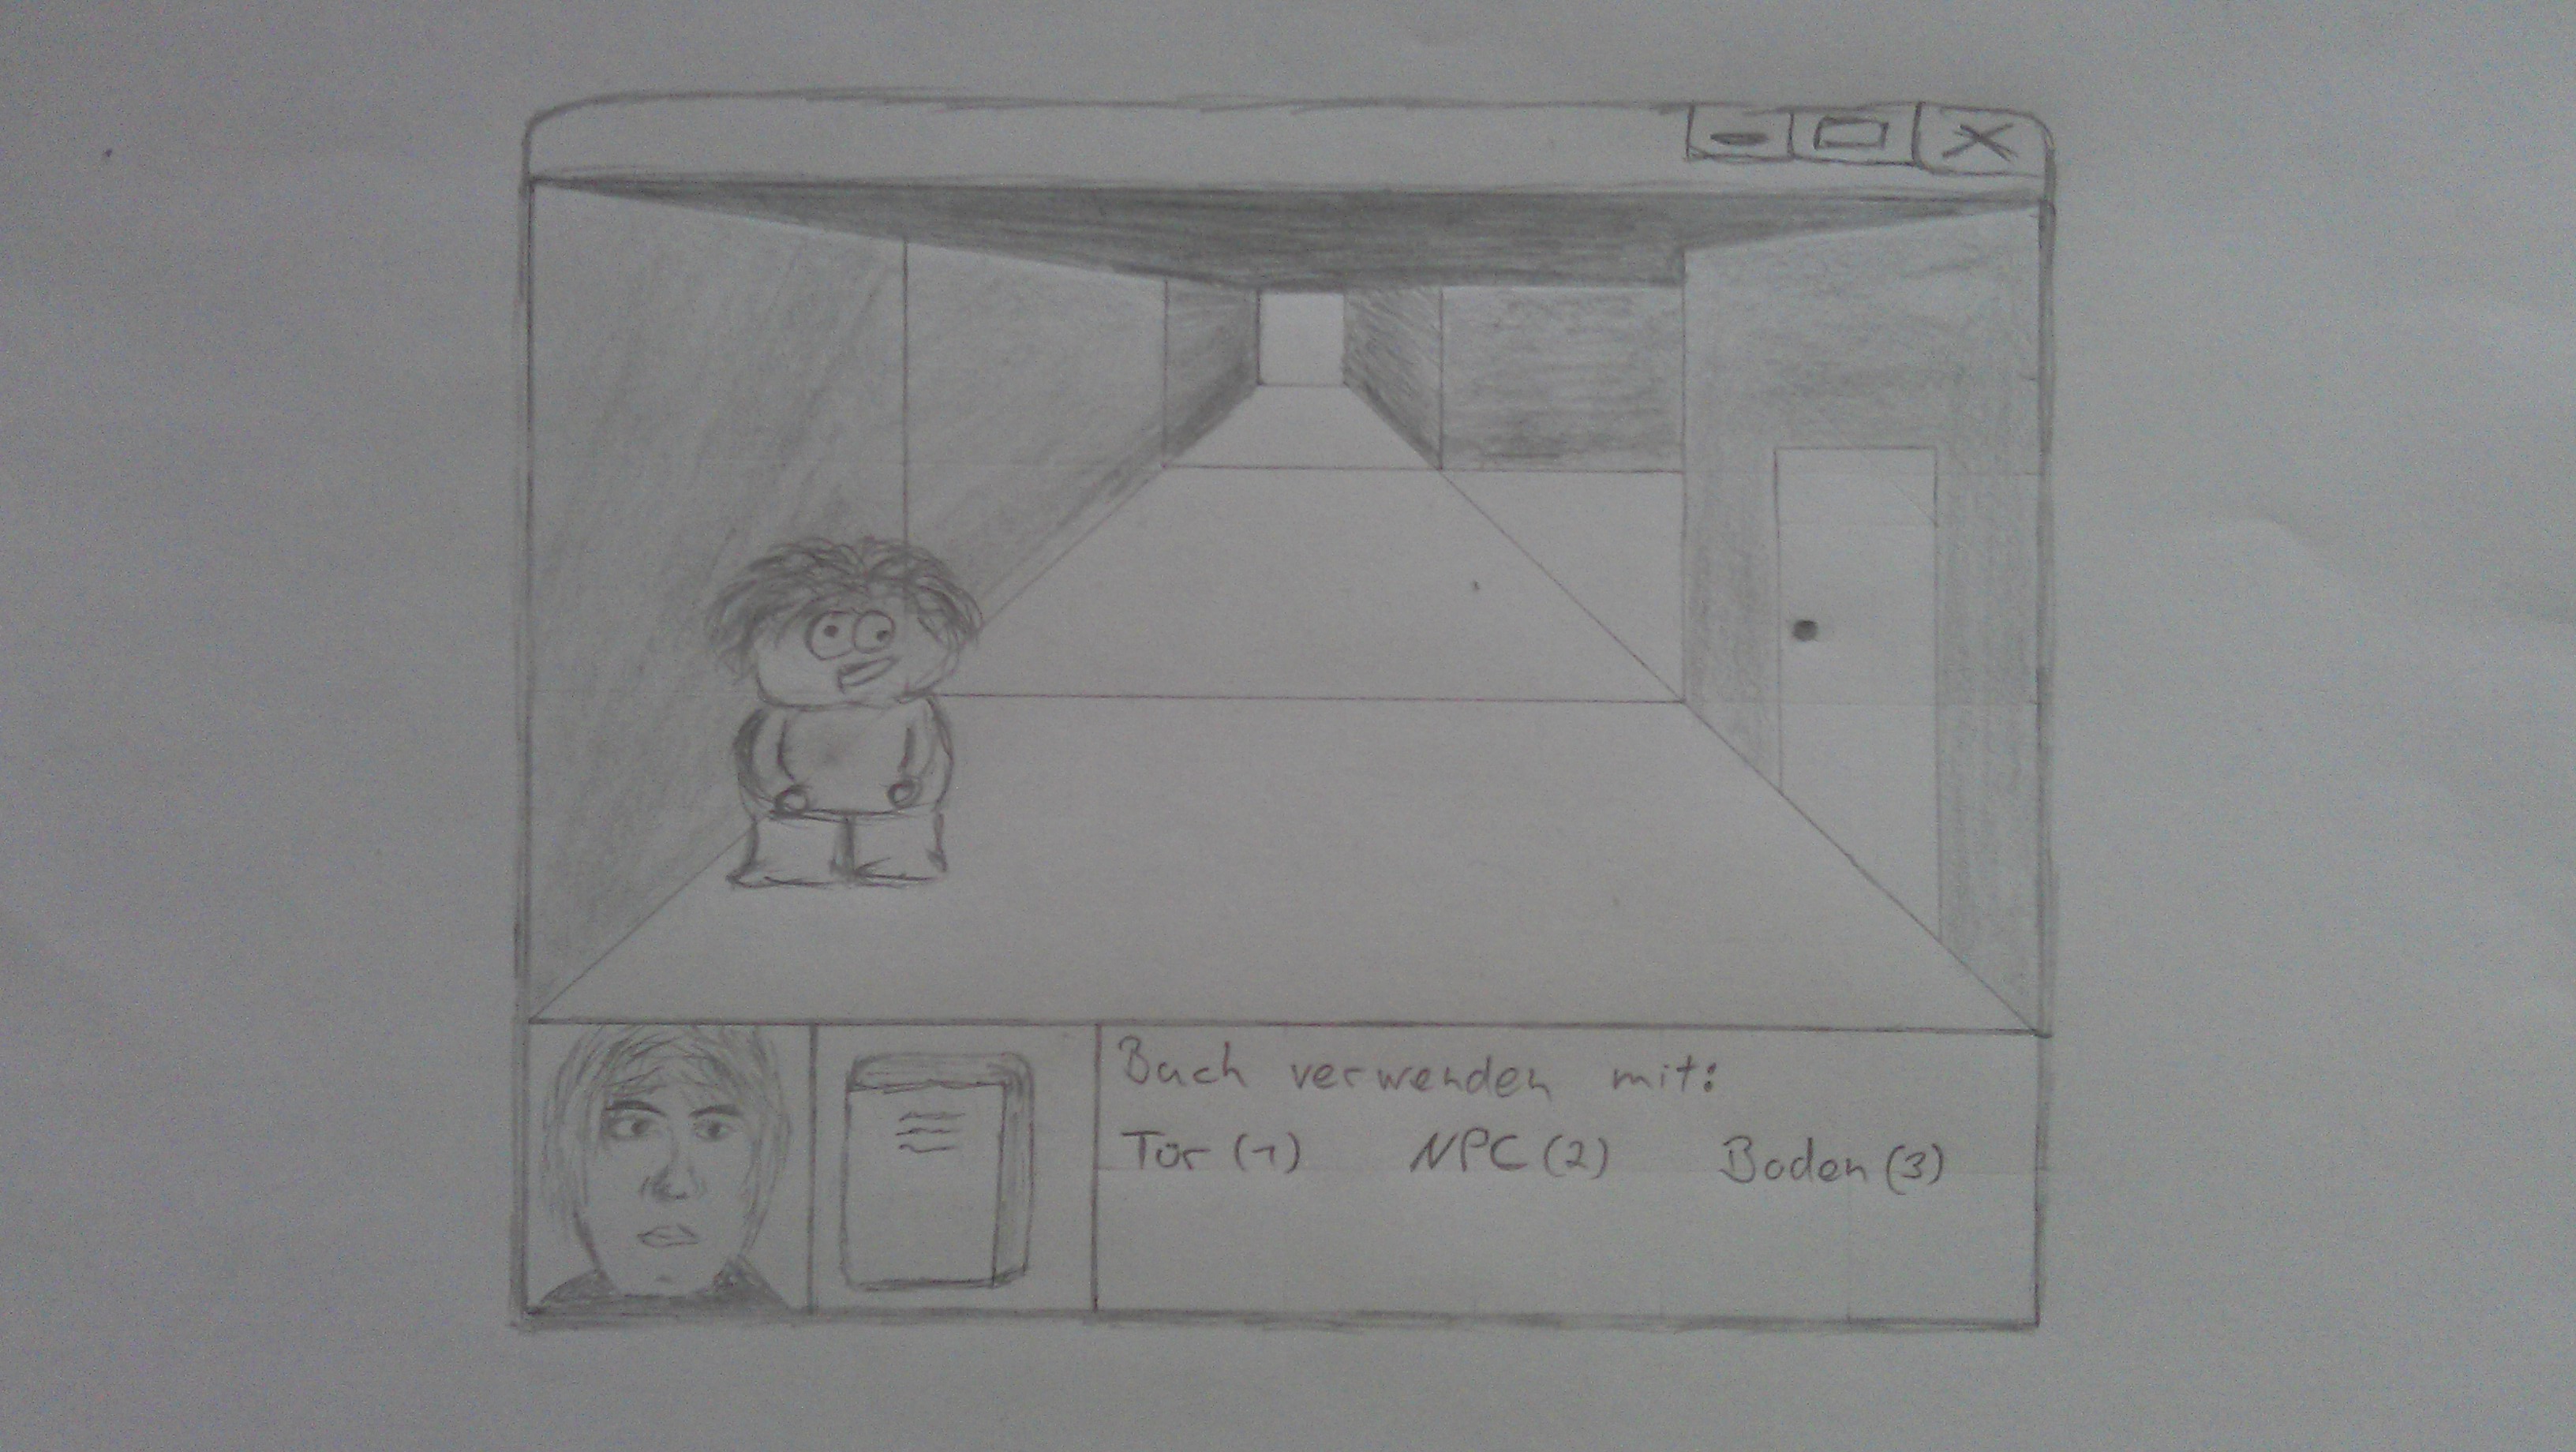 Buch verwenden mit:
Tür (1) NPC (2) Boden (3)